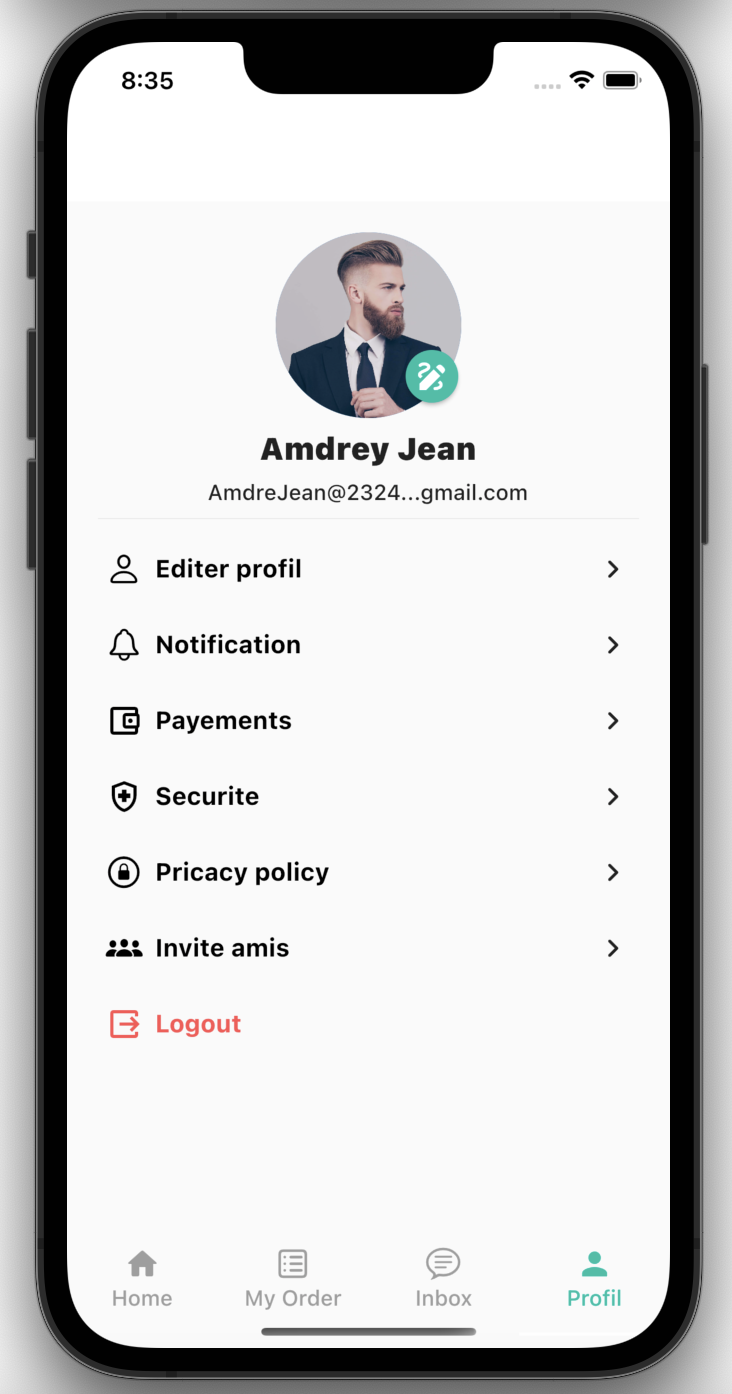 8:35
Amdrey Jean
AmdreJean@2324...gmail.com
Editer profil
Notification
Payements
Securite
Pricacy policy
Invite amis
Logout
Home
My Order
Inbox
Profil